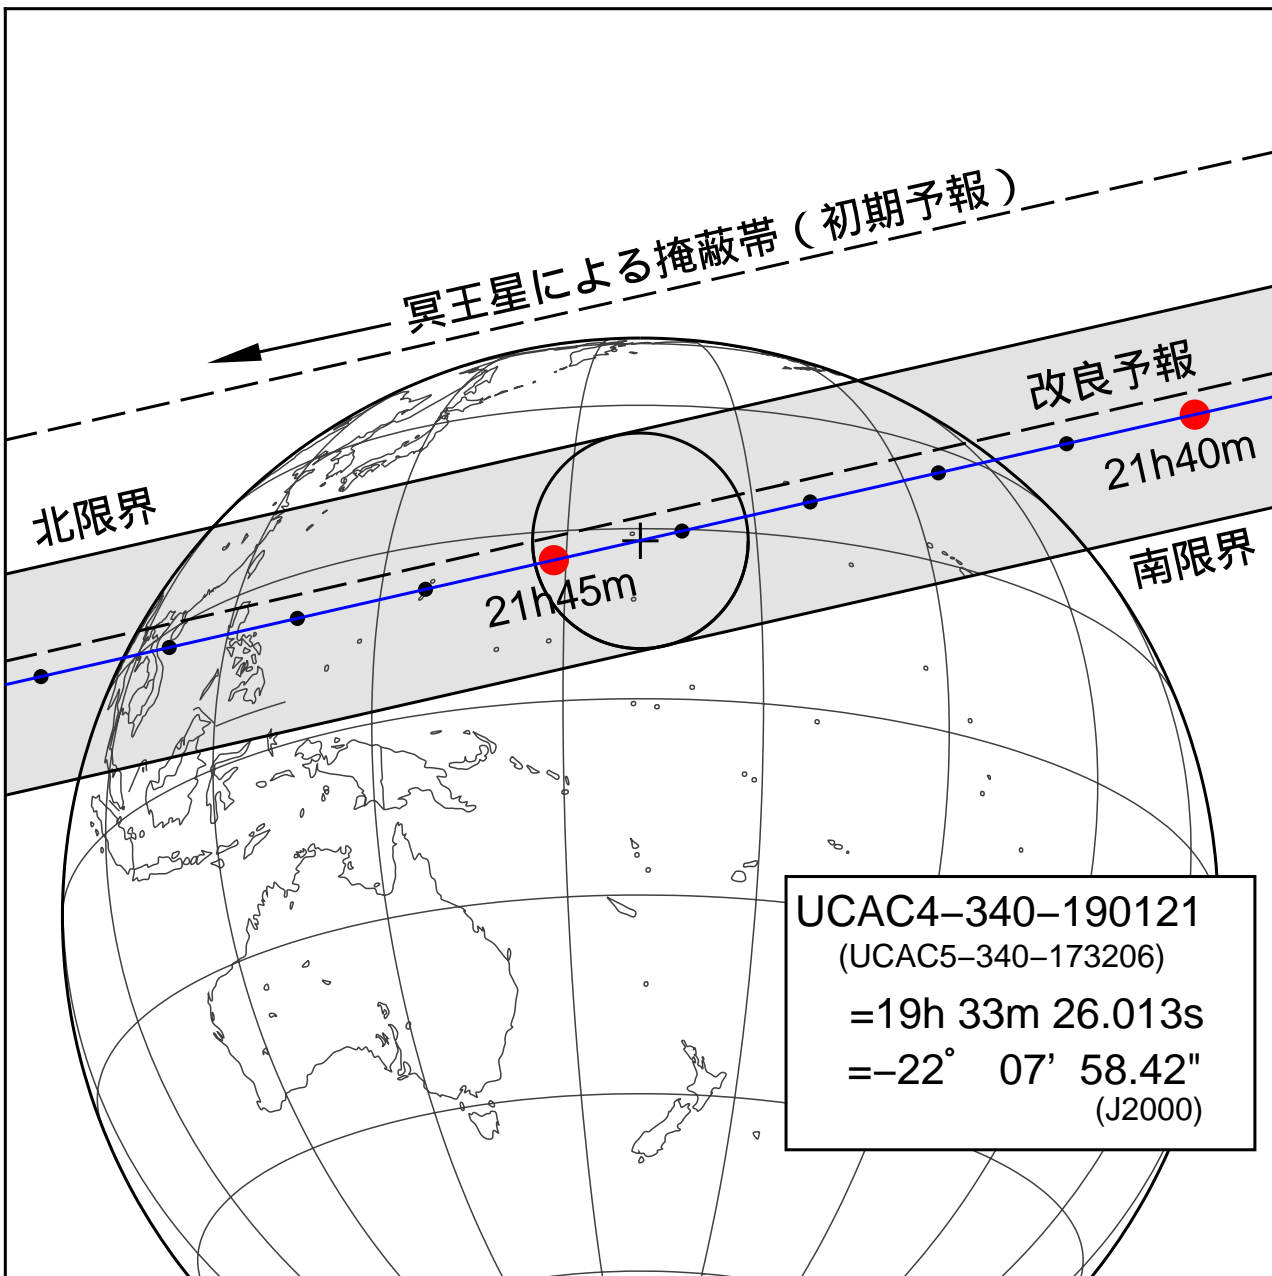 冥王星による掩蔽帯（初期予報）
改良予報
21h40m
北限界
南限界
21h45m
UCAC4−340−190121
(UCAC5−340−173206)
=19h 33m 26.013s
=−22° 07’ 58.42"
(J2000)